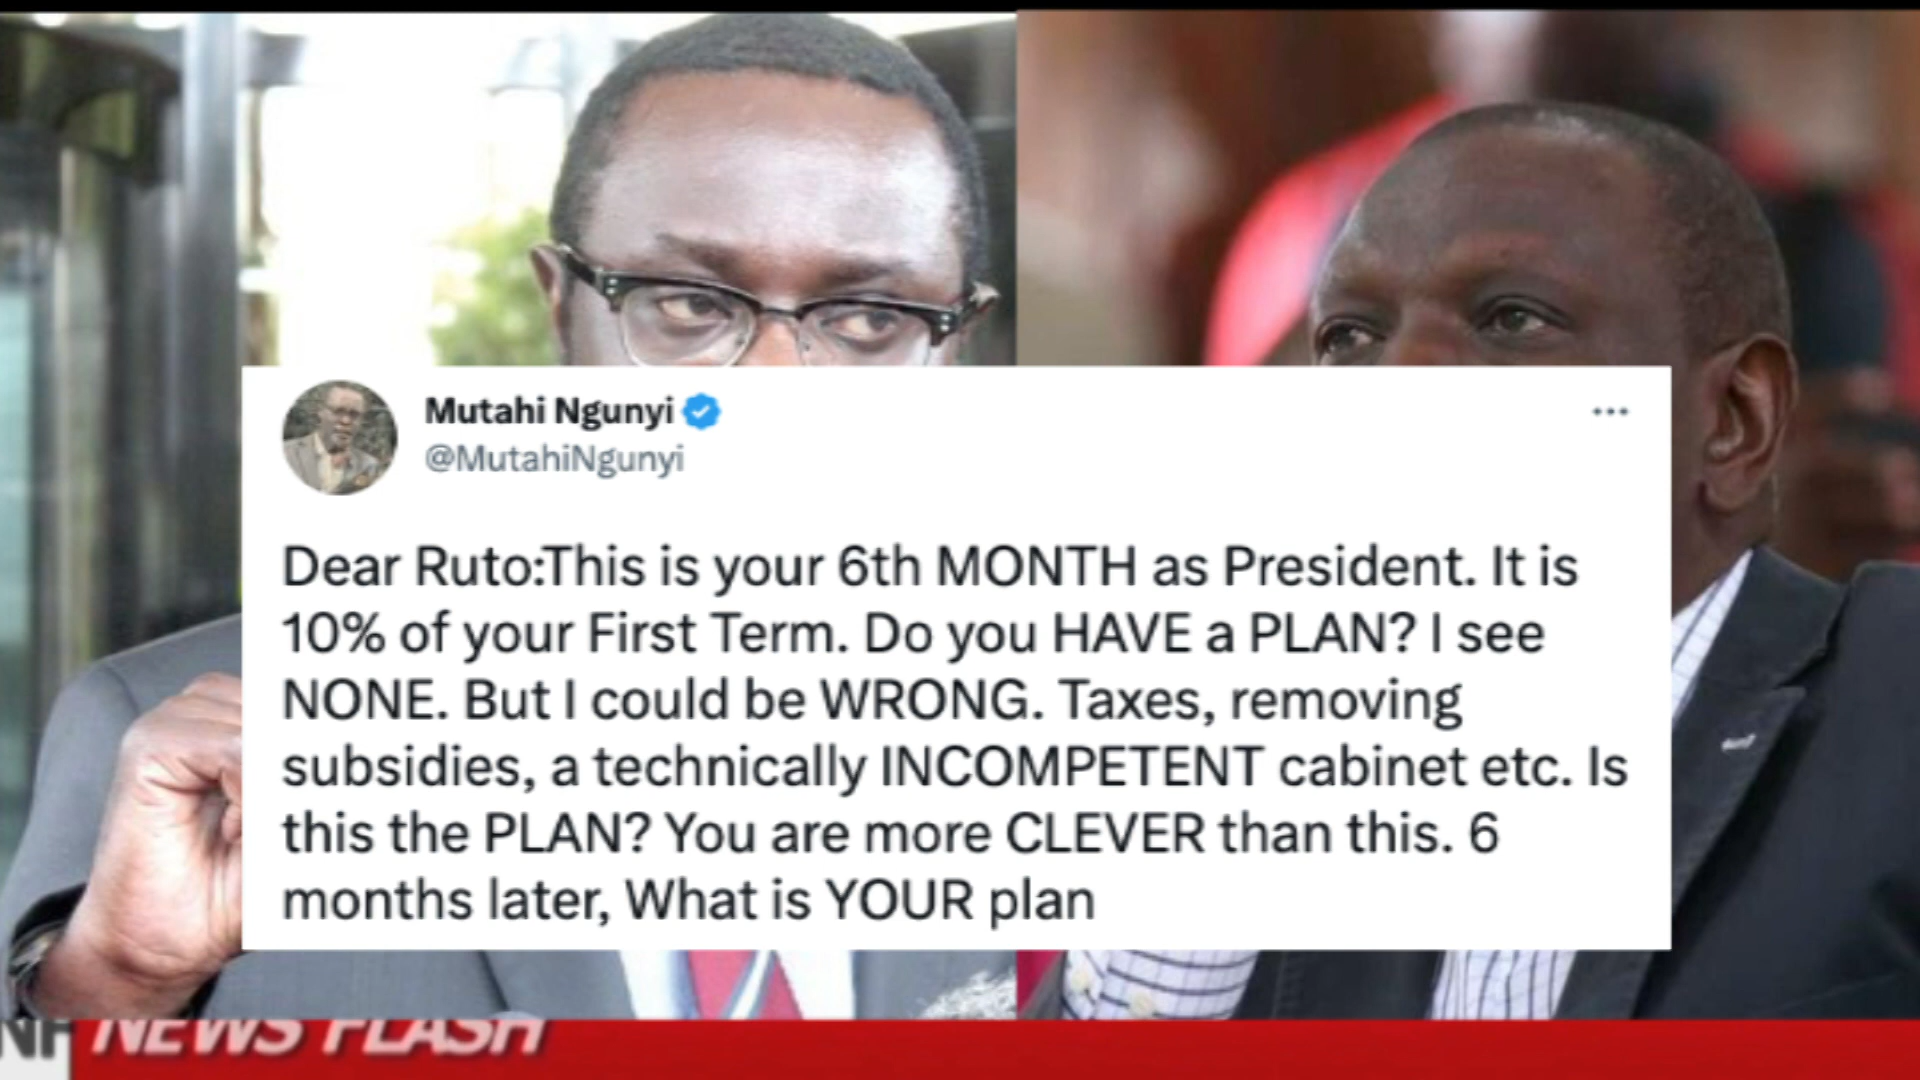 Mutahi Ngunyi
@MutahiNgunyi
Dear Ruto:This is your 6th MONTH as President. It is
10% of your First Term. Do you HAVE a PLAN? I see
NONE. But I could be WRONG. Taxes, removing
subsidies, a technically INCOMPETENT cabinet etc. Is
this the PLAN? You are more CLEVER than this. 6
months later, What is YOUR plan
NEWS FLASH